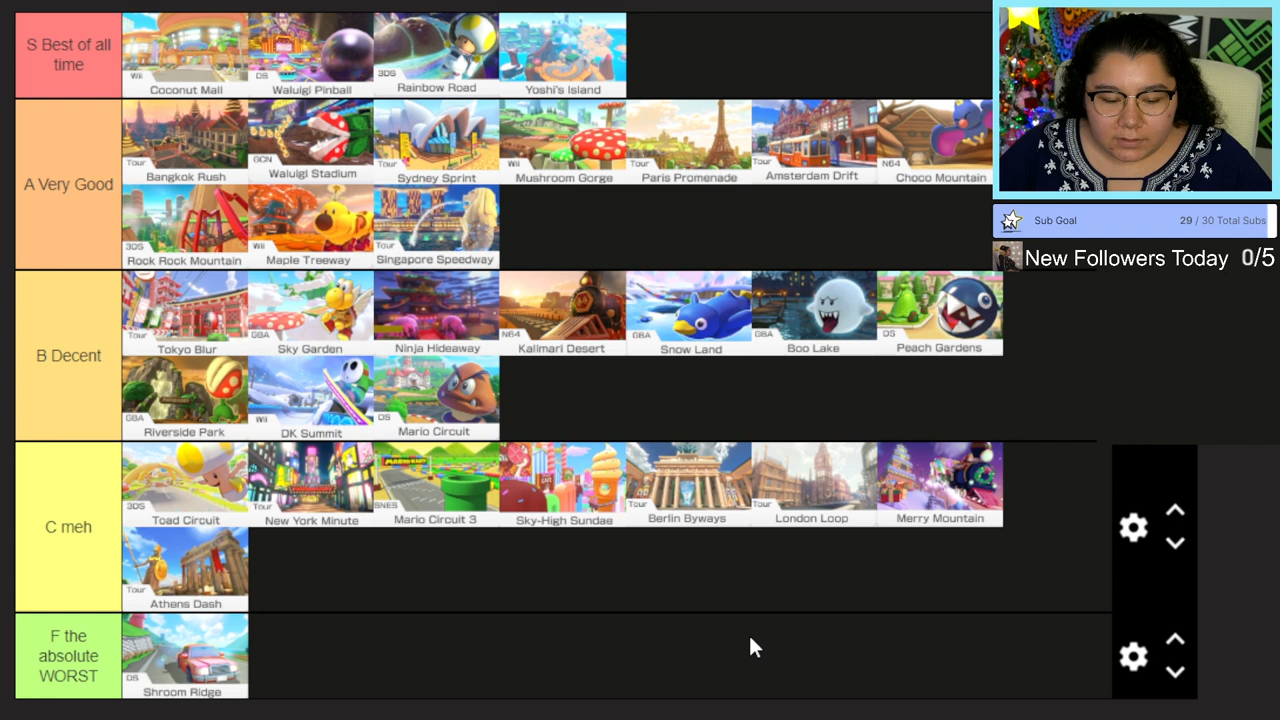 S Best of all
time
Wii
Coconut Mall
DS
Waluigi Pinball
3DS
Rainbow Road
Yoshi's Island
A Very Good
Tour
Bangkok Rush
GCN
Waluigi Stadium
Tour
Sydney Sprint
Wii
Mushroom Gorge
Tour
Paris Promenade
Tour
Amsterdam Drift
N64
Choco Mountain
3DS
Rock Rock Mountain
Wii
Maple Treeway
Tour
Singapore Speedway
Sub Goal
29 / 30 Total Subs
New Followers Today 0/5
B Decent
Tour
Tokyo Blur
GBA
Sky Garden
Ninja Hideaway
N64
Kalimari Desert
GBA
Snow Land
GBA
Boo Lake
DS
Peach Gardens
GBA
Riverside Park
Wii
DK Summit
DS
Mario Circuit
C meh
3DS
Toad Circuit
Tour
New York Minute
MARIO KART
SNES
Mario Circuit 3
Sky-High Sundae
Tour
Berlin Byways
Tour
London Loop
Merry Mountain
Tour
Athens Dash
F the
absolute
WORST
DS
Shroom Ridge